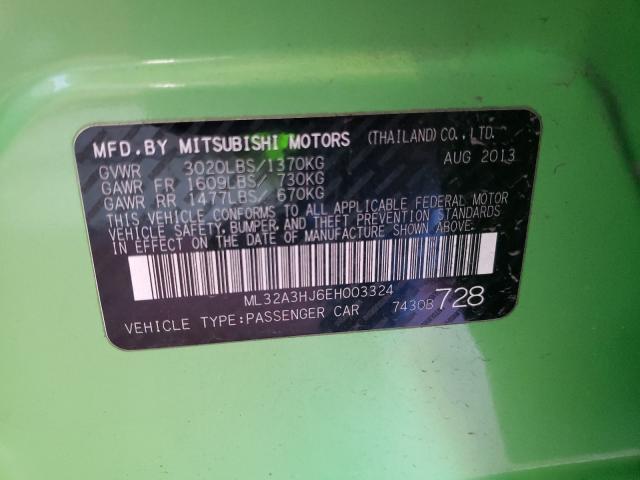 MFD.BY MITSUBISHI MOTORS (THAILAND) CO., LTD.
GVWR 3020LBS/1370KG AUG 2013
GAWR FR 1609LBS/ 730KG
GAWR RR 1477LBS/ 670KG
THIS VEHICLE CONFORMS TO ALL APPLICABLE FEDERAL MOTOR
VEHICLE SAFETY, BUMPER, AND THEFT PREVENTION STANDARDS
IN EFFECT ON THE DATE OF MANUFACTURE SHOWN ABOVE.
ML32A3HJ6EH003324
VEHICLE TYPE:PASSENGER CAR 7430B 728